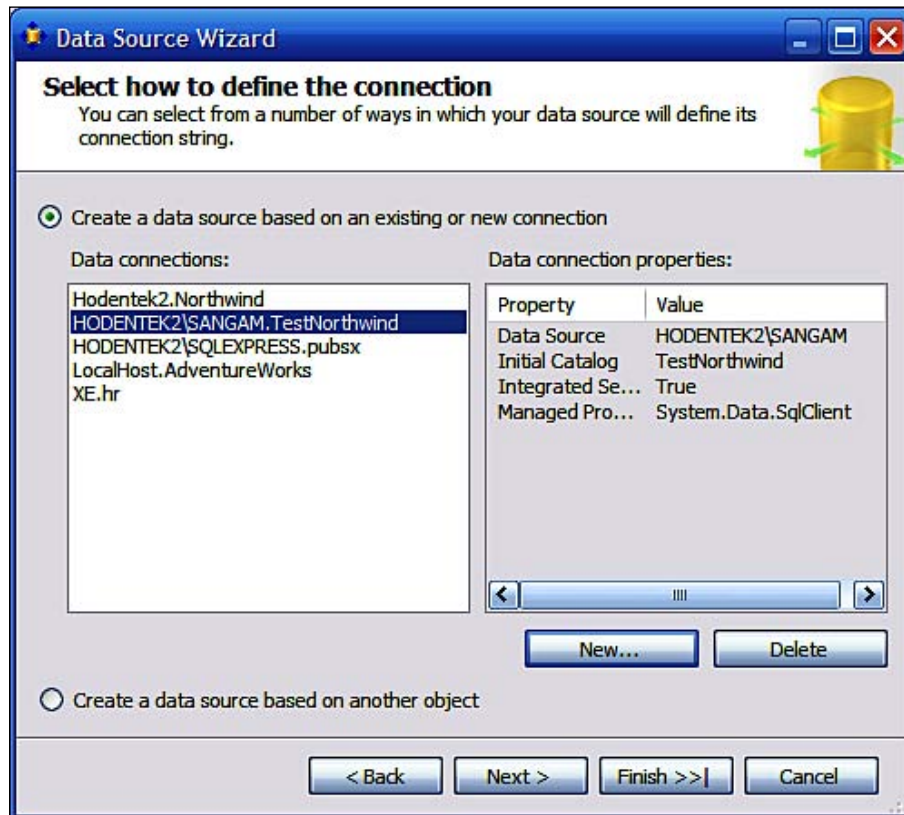 Data Source Wizard
Select how to define the connection
You can select from a number of ways in which your data source will define its
connection string.
Create a data source based on an existing or new connection
Data connections:
Hodentek2.Northwind
HODENTEK2\SANGAM.TestNorthwind
HODENTEK2\SQLEXPRESS.pubsx
LocalHost.AdventureWorks
XE.hr
Data connection properties:
Property Value
Data Source HODENTEK2\SANGAM
Initial Catalog TestNorthwind
Integrated Se... True
Managed Pro... System.Data.SqlClient
New...
Delete
Create a data source based on another object
< Back
Next >
Finish >>|
Cancel